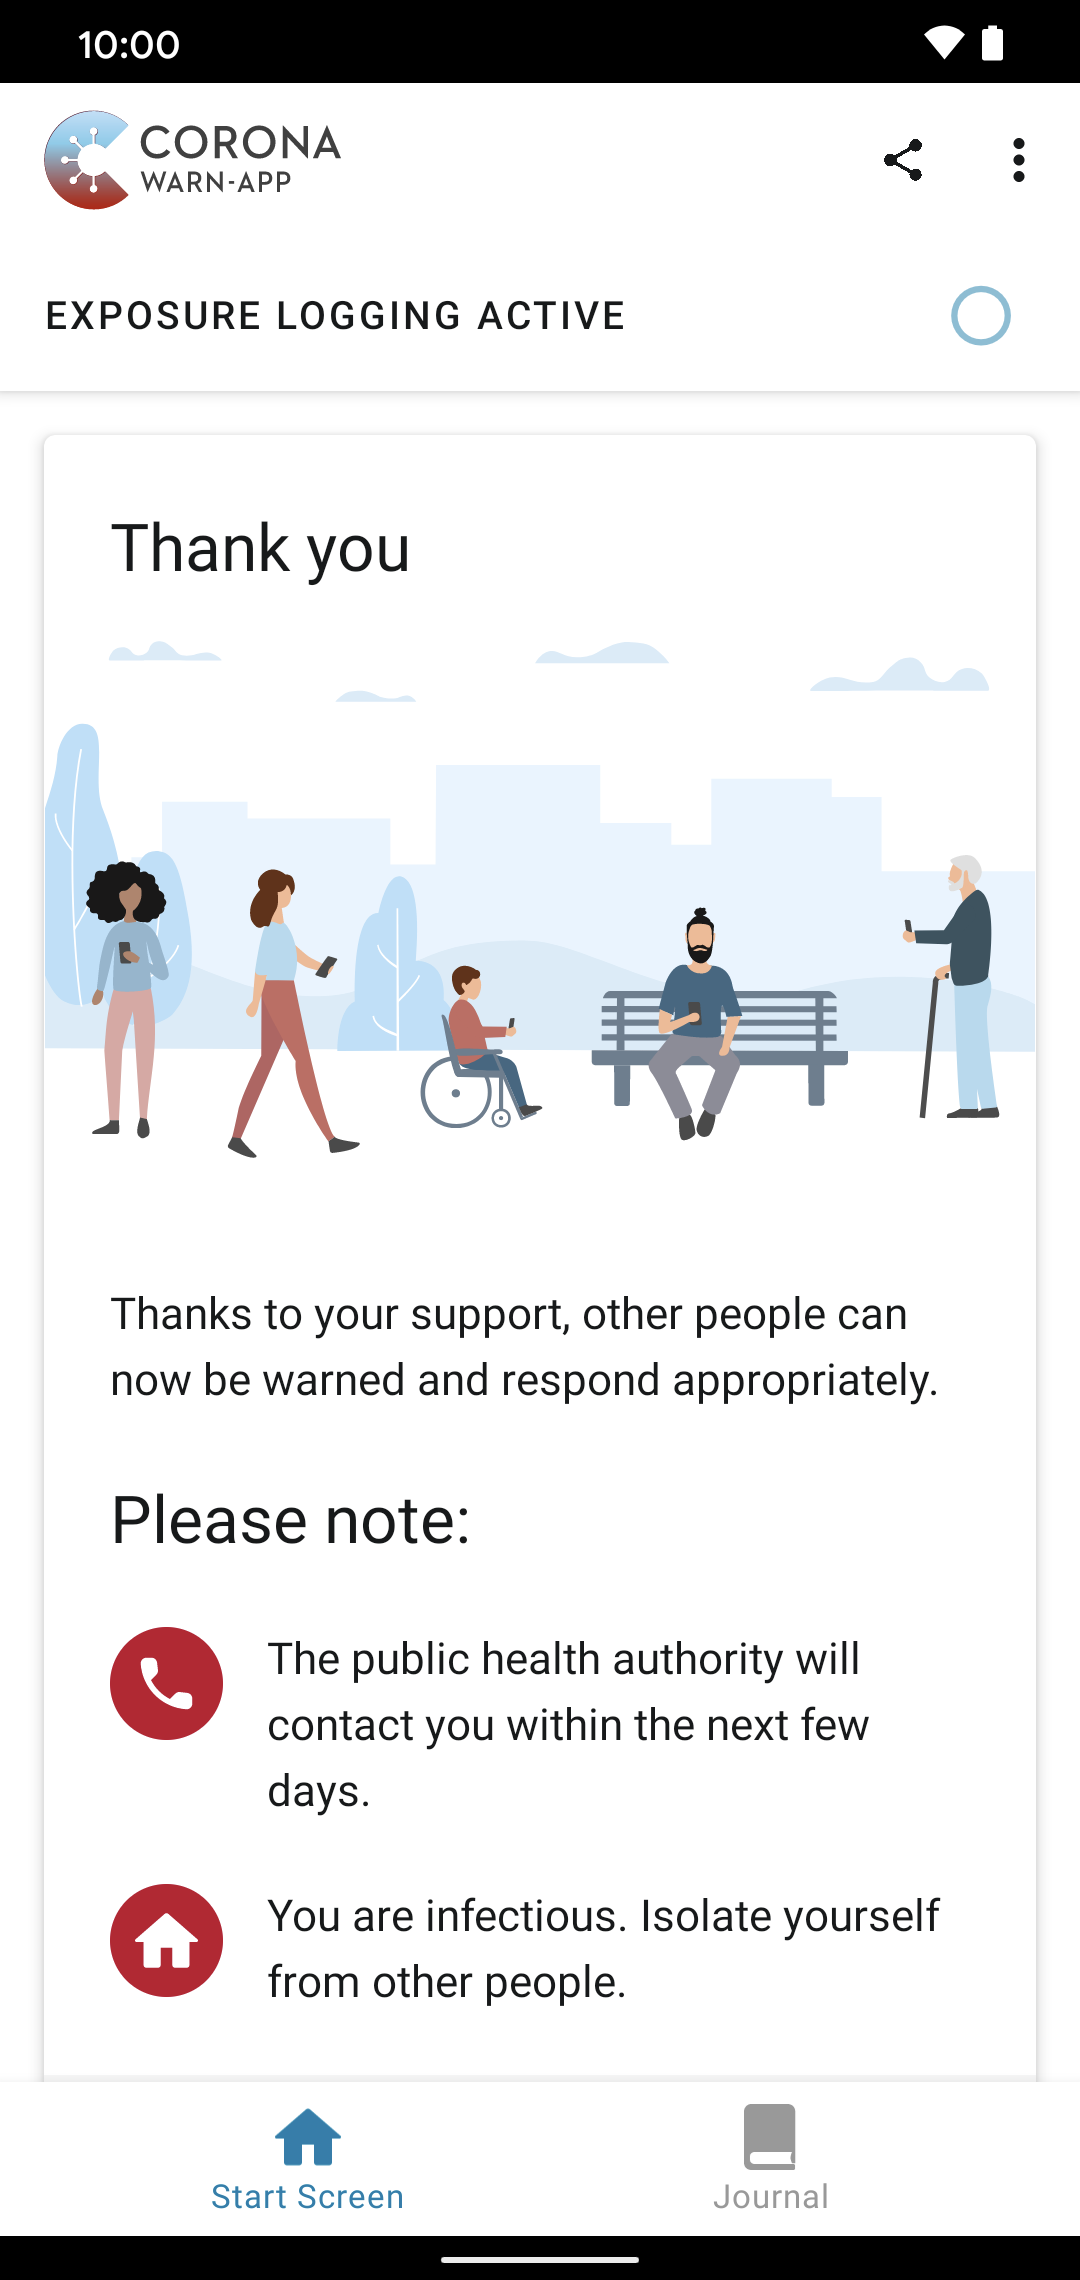 10:00
CORONA
WARN-APP
EXPOSURE LOGGING ACTIVE
Thank you
Thanks to your support, other people can
now be warned and respond appropriately.
Please note:
The public health authority will
contact you within the next few
days.
You are infectious. Isolate yourself
from other people.
Start Screen
Journal